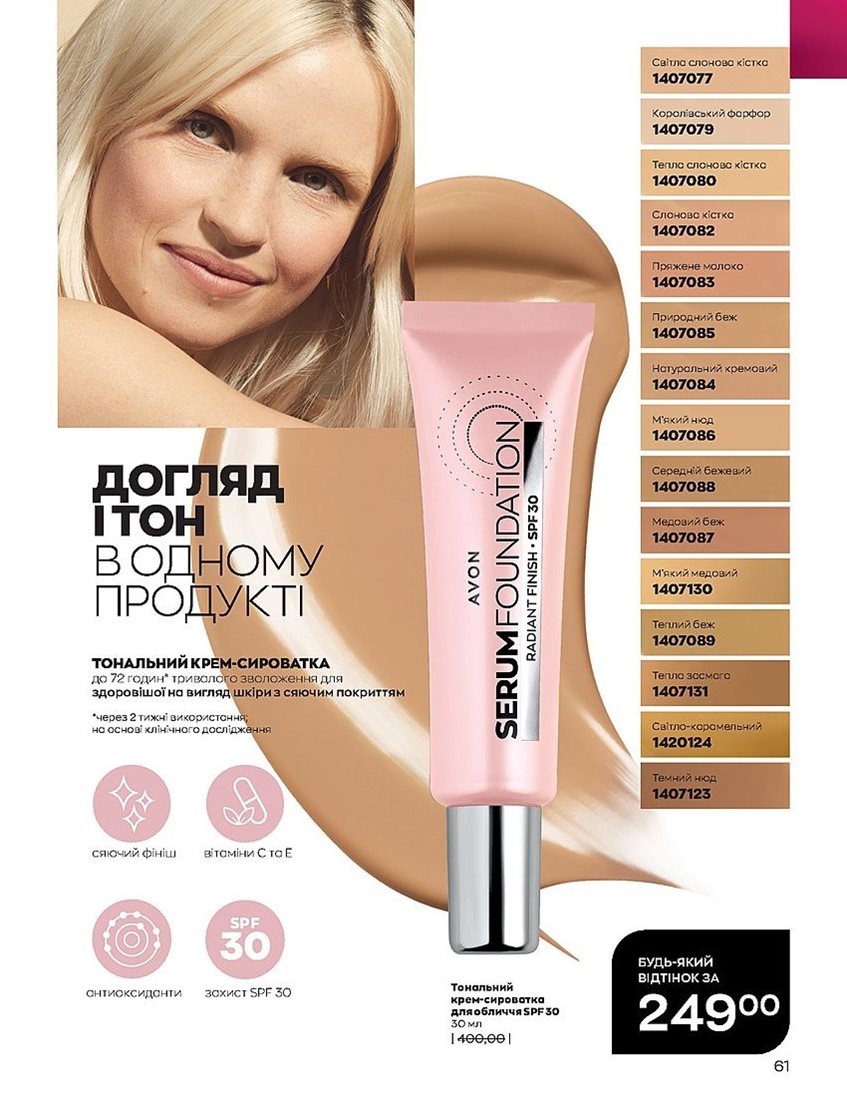 Світла слонова кістка
1407077
Королівський фарфор
1407079
Тепла слонова кістка
1407080
Слонова кістка
1407082
Пряжене молоко
1407083
Природний беж
1407085
Натуральний кремовий
1407084
М'який нюд
1407086
Середній бежевий
1407088
Медовий беж
1407087
М'який медовий
1407130
Теплий беж
1407089
Тепла засмага
1407131
Світло-карамельний
1420124
Темний нюд
1407123
ДОГЛЯД
І ТОН
В ОДНОМУ
ПРОДУКТІ
ТОНАЛЬНИЙ КРЕМ-СИРОВАТКА
до 72 годин* тривалого зволоження для
здоровішої на вигляд шкіри з сяючим покриттям
*через 2 тижні використання;
на основі клінічного дослідження
сяючий фініш
вітаміни С та Е
антиоксиданти
SPF
30
захист SPF 30
AVON
SERUMFOUNDATION
RADIANT FINISH • SPF 30
Тональний
крем-сироватка
для обличчя SPF 30
30 мл
| 400,00 |
БУДЬ-ЯКИЙ
ВІДТІНОК ЗА
24900
61